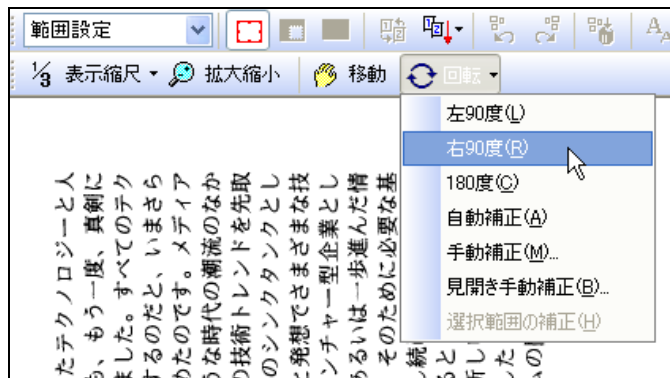 範囲設定
1/3 表示縮尺 拡大縮小 移動 回転
左90度(L)
右90度(R)
180度(C)
自動補正(A)
手動補正(M)...
見開き手動補正(B)...
選択範囲の補正(H)
たテクノロジーと人
、もう一度、真剣に
ました。すべてのテク
するのだと、いまさら
めたのです。メディア
うな時代の潮流のなか
の技術トレンドを先取
のシンクタンクとし
と発想でさまざまな技
ンチャー型企業とし
あるいは一歩進んだ情
そのために必要な基
続
ると
した